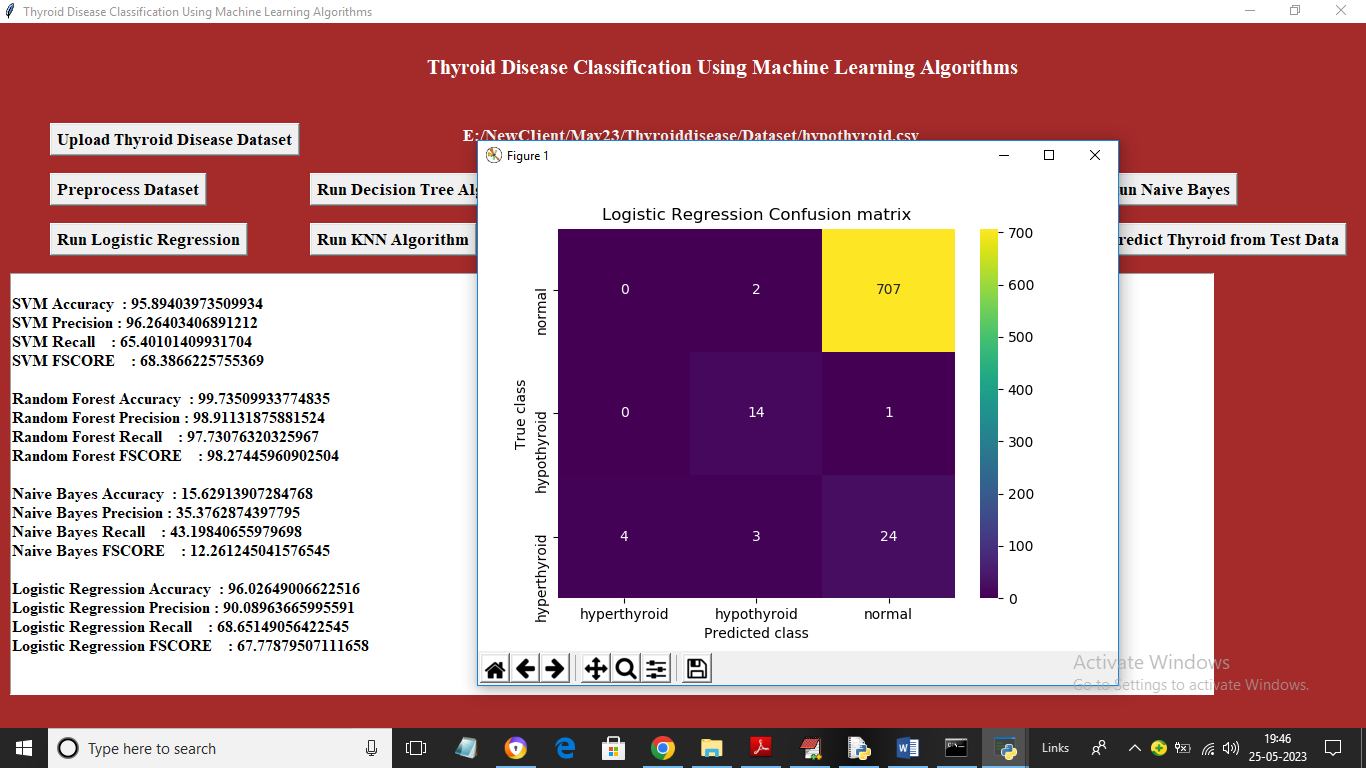 Thyroid Disease Classification Using Machine Learning Algorithms
Thyroid Disease Classification Using Machine Learning Algorithms
Upload Thyroid Disease Dataset
E:/NewClient/May23/Thyroiddisease/Dataset/hypothyroid.csv
Preprocess Dataset
Run Decision Tree Al
un Naive Bayes
Run Logistic Regression
Run KNN Algorithm
redict Thyroid from Test Data
SVM Accuracy : 95.89403973509934
SVM Precision : 96.26403406891212
SVM Recall : 65.40101409931704
SVM FSCORE : 68.3866225755369
Random Forest Accuracy : 99.73509933774835
Random Forest Precision : 98.91131875881524
Random Forest Recall : 97.73076320325967
Random Forest FSCORE : 98.27445960902504
Naive Bayes Accuracy : 15.62913907284768
Naive Bayes Precision : 35.3762874397795
Naive Bayes Recall : 43.19840655979698
Naive Bayes FSCORE : 12.261245041576545
Logistic Regression Accuracy : 96.02649006622516
Logistic Regression Precision : 90.08963665995591
Logistic Regression Recall : 68.65149056422545
Logistic Regression FSCORE : 67.77879507111658
Figure 1
Logistic Regression Confusion matrix
True class
normal
0 2 707
hypothyroid
0 14 1
hyperthyroid
4 3 24
hyperthyroid hypothyroid normal
Predicted class
700
600
500
400
300
200
100
0
Activate Windows
Go to Settings to activate Windows.
Type here to search
Links
19:46
25-05-2023